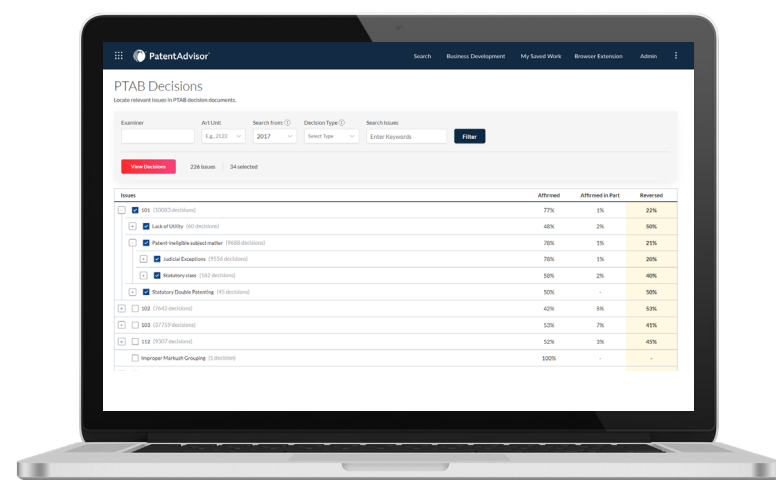 PatentAdvisor
Search Business Development My Saved Work Browser Extension Admin
PTAB Decisions
Locate relevant issues in PTAB decision documents.
Examiner Art Unit Search from: Decision Type Search Issues
E.g., 2122 2017 Select Type Enter Keywords Filter
View Decisions 226 issues 34 selected
Issues Affirmed Affirmed in Part Reversed
101 (10083 decisions) 77% 1% 22%
Lack of Utility (60 decisions) 48% 2% 50%
Patent-ineligible subject matter (9688 decisions) 78% 1% 21%
Judicial Exceptions (9556 decisions) 78% 1% 20%
Statutory class (162 decisions) 58% 2% 40%
Statutory Double Patenting (45 decisions) 50% - 50%
102 (7642 decisions) 42% 5% 53%
103 (37759 decisions) 53% 7% 41%
112 (9307 decisions) 52% 3% 45%
Improper Markush Grouping (1 decision) 100% - -